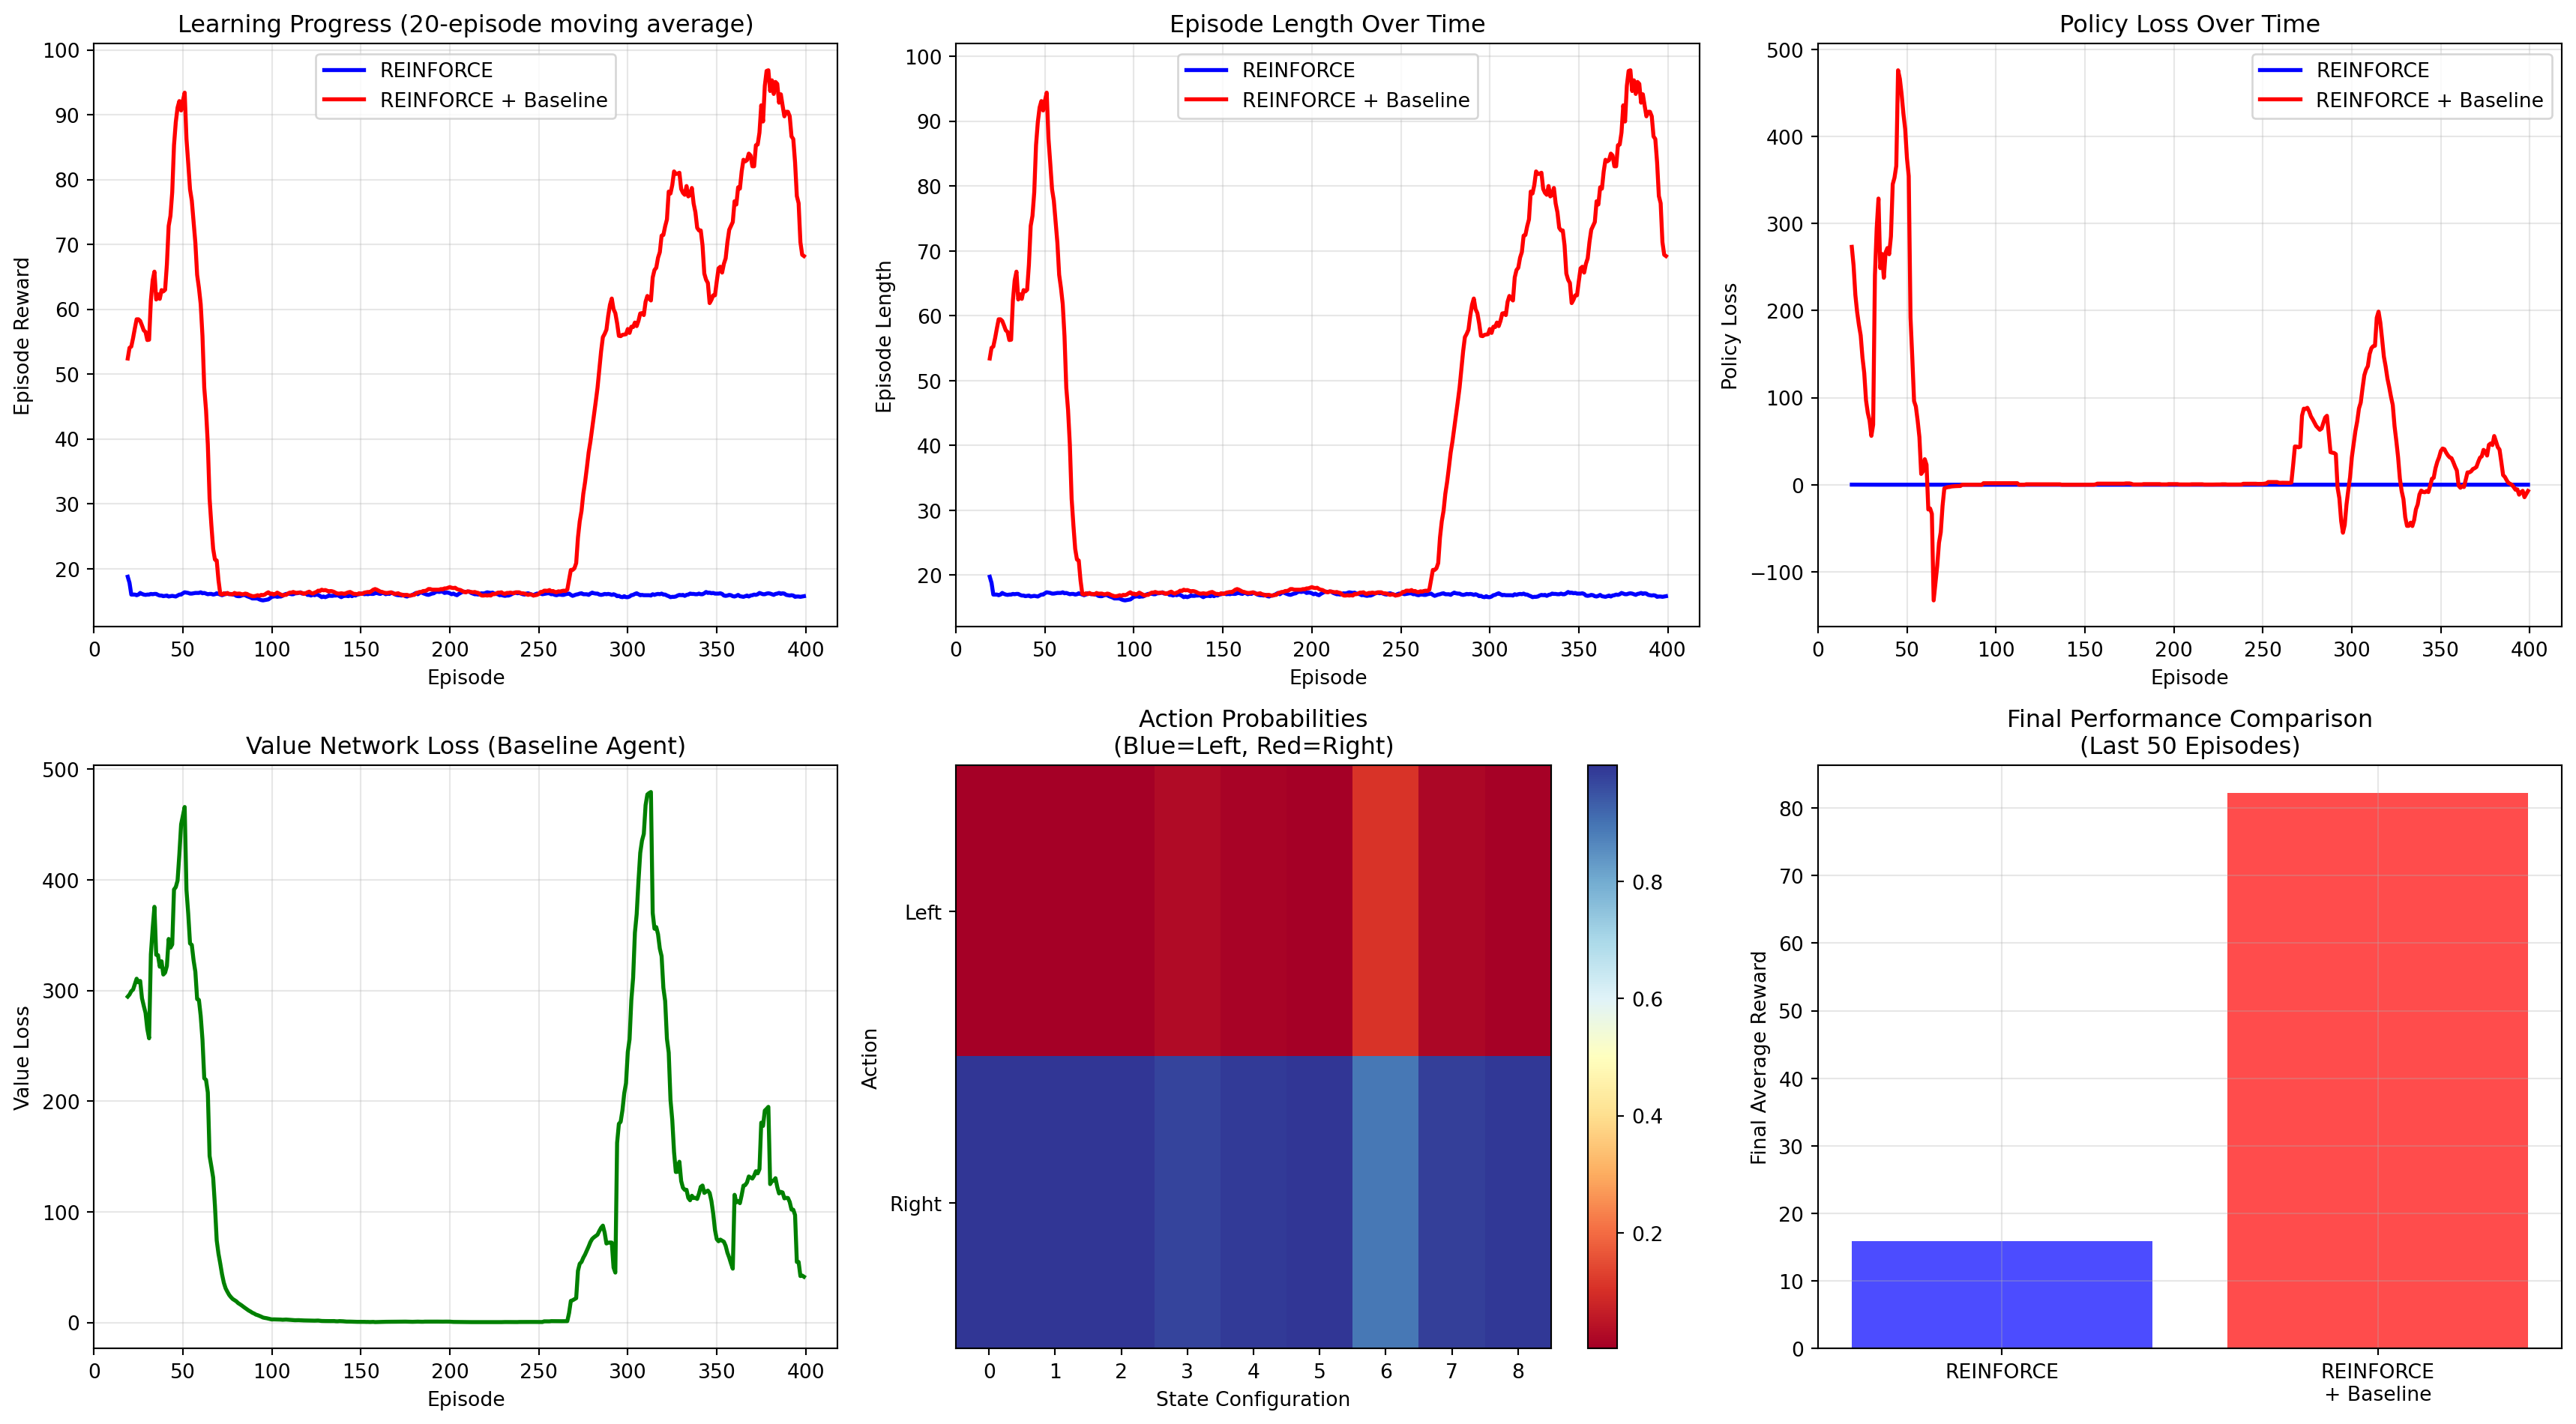 Learning Progress (20-episode moving average)
100
90
80
70
60
50
40
30
20
Episode Reward
REINFORCE
REINFORCE + Baseline
0 50 100 150 200 250 300 350 400
Episode
Episode Length Over Time
100
90
80
70
60
50
40
30
20
Episode Length
REINFORCE
REINFORCE + Baseline
0 50 100 150 200 250 300 350 400
Episode
Policy Loss Over Time
500
400
300
200
100
0
−100
Policy Loss
REINFORCE
REINFORCE + Baseline
0 50 100 150 200 250 300 350 400
Episode
Value Network Loss (Baseline Agent)
500
400
300
200
100
0
Value Loss
0 50 100 150 200 250 300 350 400
Episode
Action Probabilities
(Blue=Left, Red=Right)
Left
Right
Action
0 1 2 3 4 5 6 7 8
State Configuration
0.8
0.6
0.4
0.2
Final Performance Comparison
(Last 50 Episodes)
80
70
60
50
40
30
20
10
0
Final Average Reward
REINFORCE
REINFORCE
+ Baseline